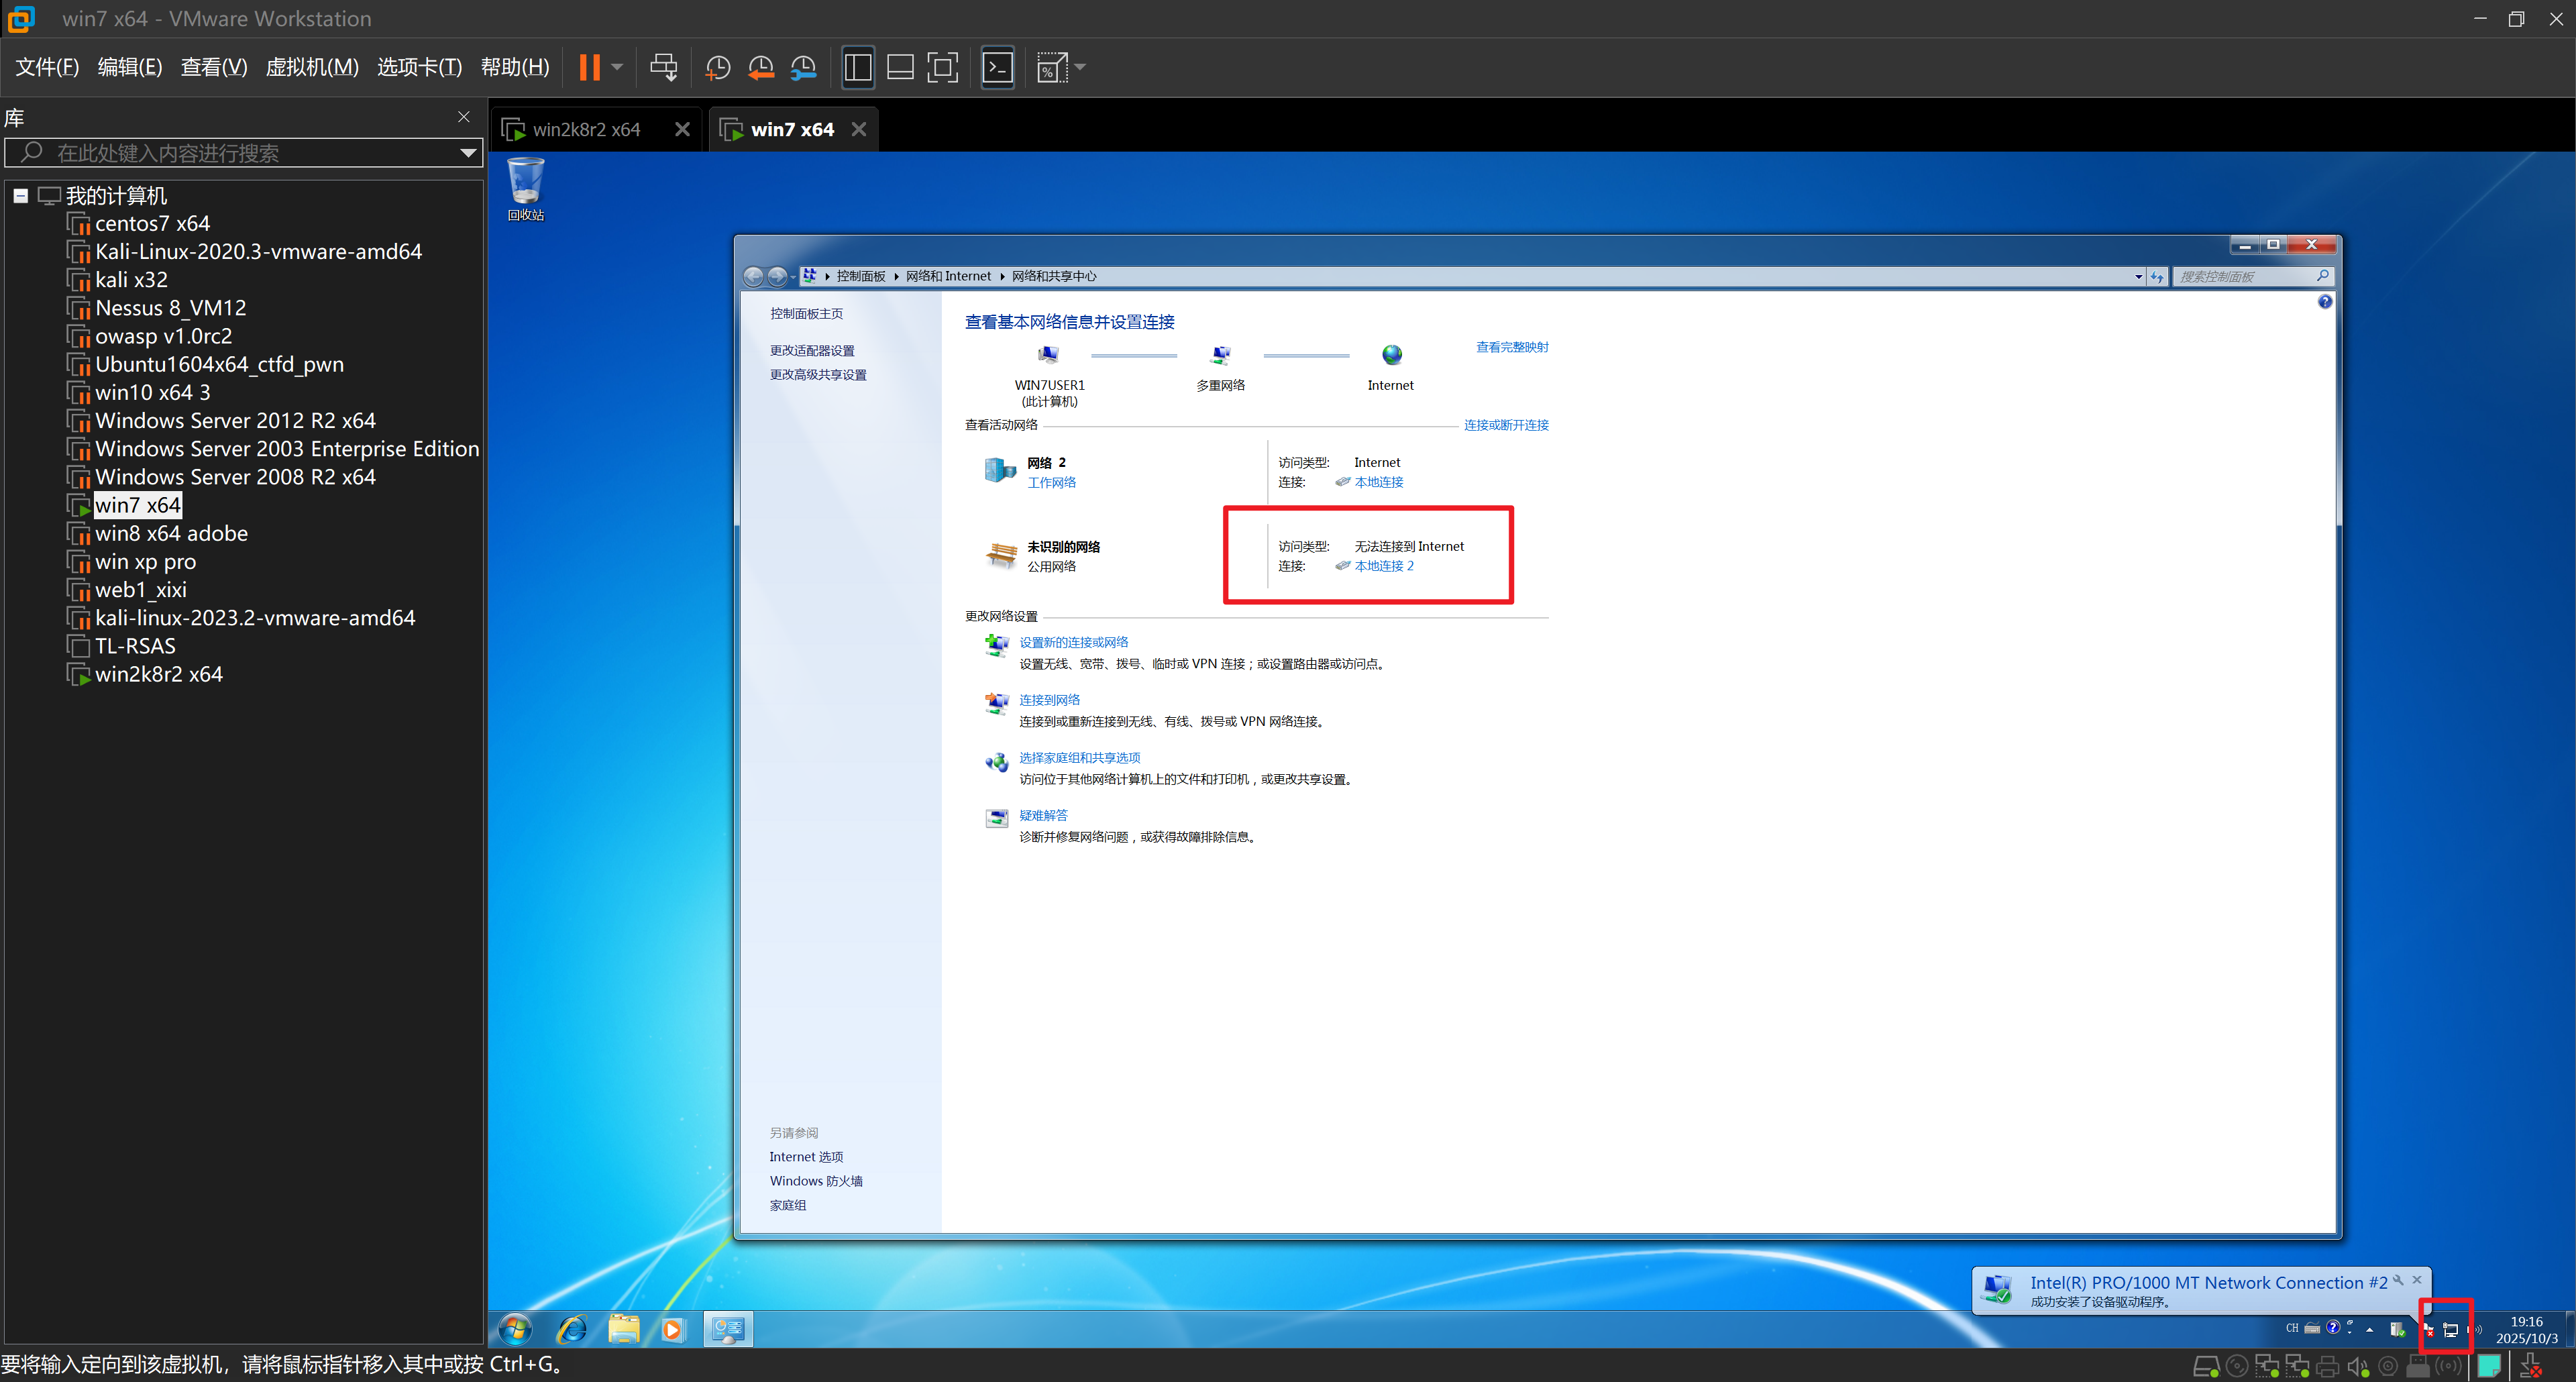 win7 x64 - VMware Workstation
文件(F) 编辑(E) 查看(V) 虚拟机(M) 选项卡(T) 帮助(H)
库
在此处键入内容进行搜索
我的计算机
centos7 x64
Kali-Linux-2020.3-vmware-amd64
kali x32
Nessus 8_VM12
owasp v1.0rc2
Ubuntu1604x64_ctfd_pwn
win10 x64 3
Windows Server 2012 R2 x64
Windows Server 2003 Enterprise Edition
Windows Server 2008 R2 x64
win7 x64
win8 x64 adobe
win xp pro
web1_xixi
kali-linux-2023.2-vmware-amd64
TL-RSAS
win2k8r2 x64
win2k8r2 x64
win7 x64
回收站
控制面板 网络和 Internet 网络和共享中心
搜索控制面板
控制面板主页
更改适配器设置
更改高级共享设置
查看基本网络信息并设置连接
查看完整映射
WIN7USER1
(此计算机)
多重网络
Internet
查看活动网络
连接或断开连接
网络 2
工作网络
访问类型: Internet
连接: 本地连接
未识别的网络
公用网络
访问类型: 无法连接到 Internet
连接: 本地连接 2
更改网络设置
设置新的连接或网络
设置无线、宽带、拨号、临时或 VPN 连接；或设置路由器或访问点。
连接到网络
连接到或重新连接到无线、有线、拨号或 VPN 网络连接。
选择家庭组和共享选项
访问位于其他网络计算机上的文件和打印机，或更改共享设置。
疑难解答
诊断并修复网络问题，或获得故障排除信息。
另请参阅
Internet 选项
Windows 防火墙
家庭组
Intel(R) PRO/1000 MT Network Connection #2
成功安装了设备驱动程序。
CH
19:16
2025/10/3
要将输入定向到该虚拟机，请将鼠标指针移入其中或按 Ctrl+G。